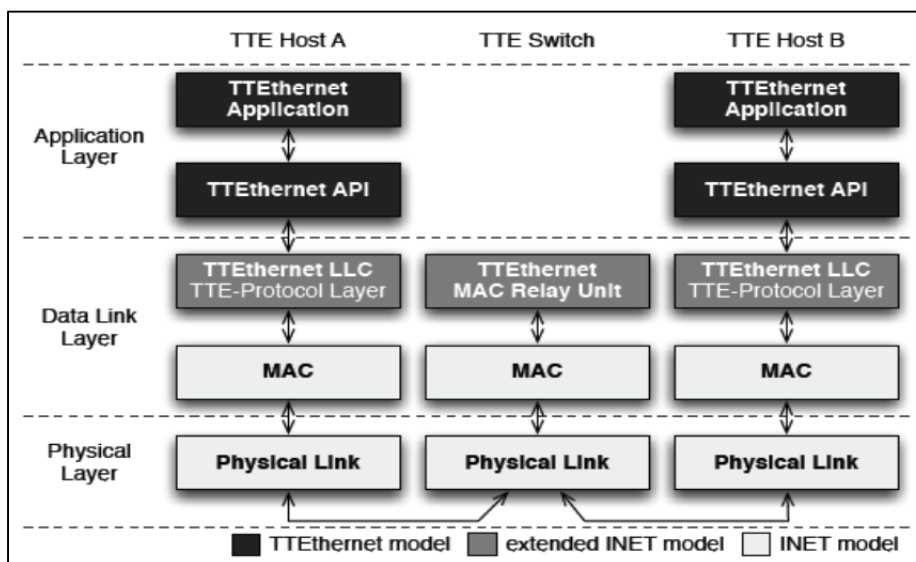 TTE Host A TTE Switch TTE Host B
TTEthernet
Application
TTEthernet
Application
Application
Layer
TTEthernet API
TTEthernet API
TTEthernet LLC
TTE-Protocol Layer
TTEthernet
MAC Relay Unit
TTEthernet LLC
TTE-Protocol Layer
Data Link
Layer
MAC
MAC
MAC
Physical
Layer
Physical Link
Physical Link
Physical Link
TTEthernet model extended INET model INET model